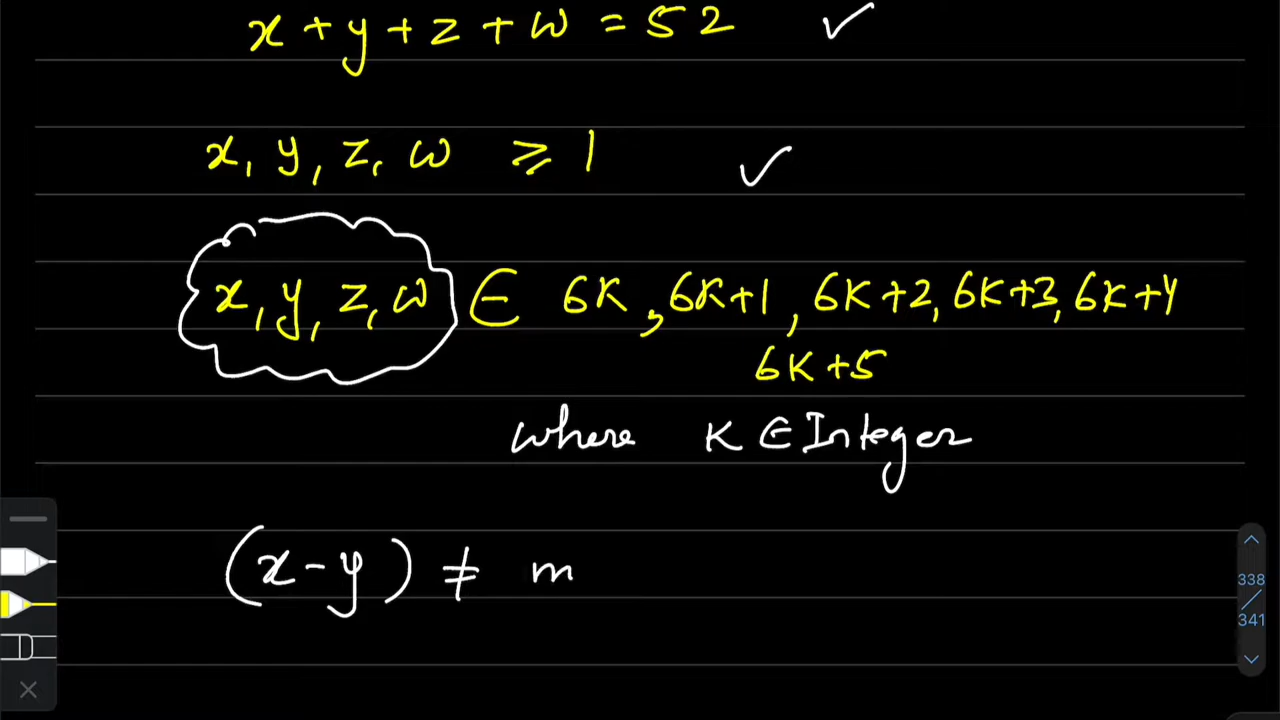 x + y + z + w = 52 ✓
x, y, z, w ⩾ 1 ✓
x, y, z, w ∈ 6K, 6K+1, 6K+2, 6K+3, 6K+4
6K+5
where K ∈ Integer
(x-y) ≠ m
338
341